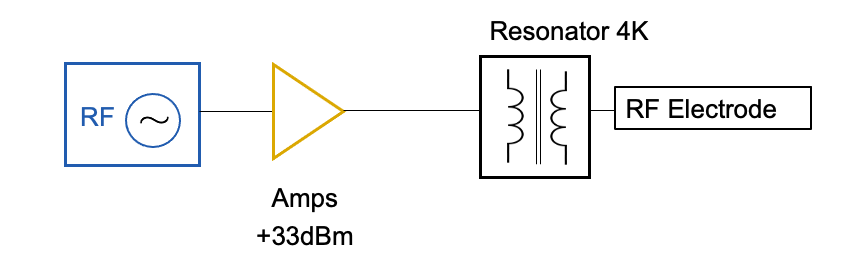 Resonator 4K
RF
RF Electrode
Amps
+33dBm